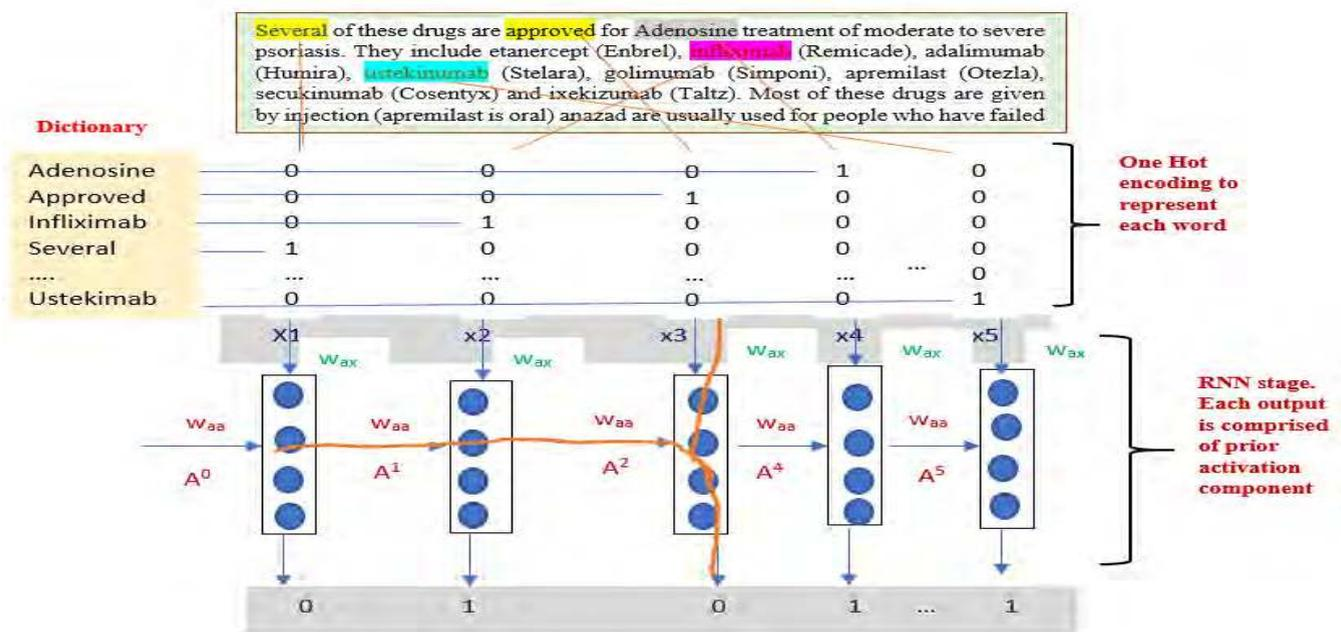 Several of these drugs are approved for Adenosine treatment of moderate to severe
psoriasis. They include etanercept (Enbrel), infliximab (Remicade), adalimumab
(Humira), ustekinumab (Stelara), golimumab (Simponi), apremilast (Otezla),
secukinumab (Cosentyx) and ixekizumab (Taltz). Most of these drugs are given
by injection (apremilast is oral) anazad are usually used for people who have failed
Dictionary
Adenosine 0 0 0 1 0
Approved 0 0 1 0 0
Infliximab 0 1 0 0 0
Several 1 0 0 0 0
.... ... ... ... ... ... 0
Ustekimab 0 0 0 0 1
One Hot
encoding to
represent
each word
X1 x2 x3 x4 x5
wax wax wax wax wax
waa waa waa waa waa
A0 A1 A2 A4 A5
RNN stage.
Each output
is comprised
of prior
activation
component
0 1 0 1 ... 1